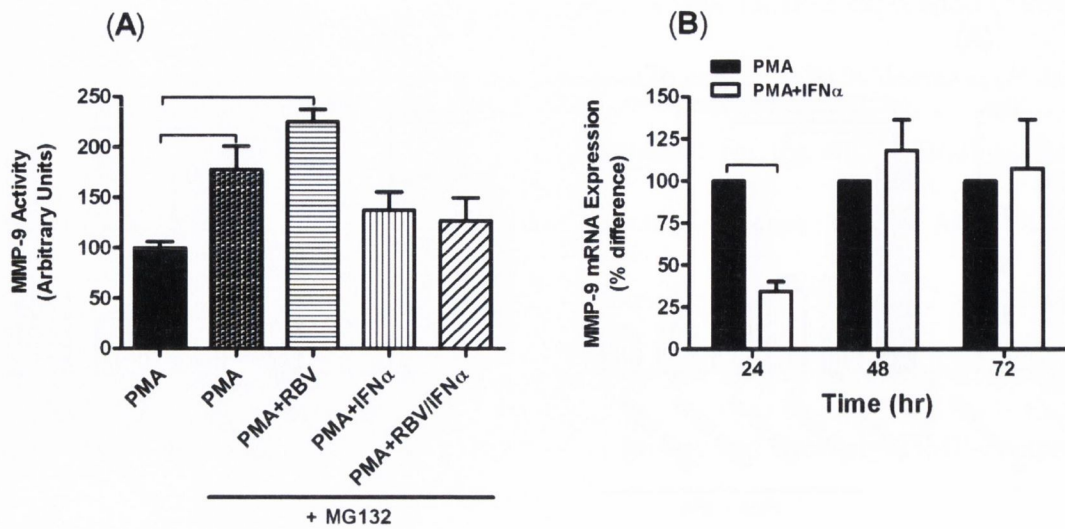 (A)
MMP-9 Activity
(Arbitrary Units)
250
200
150
100
50
0
PMA
PMA
PMA+RBV
PMA+IFNα
PMA+RBV/IFNα
+ MG132
(B)
PMA
PMA+IFNα
MMP-9 mRNA Expression
(% difference)
150
125
100
75
50
25
0
24
48
72
Time (hr)